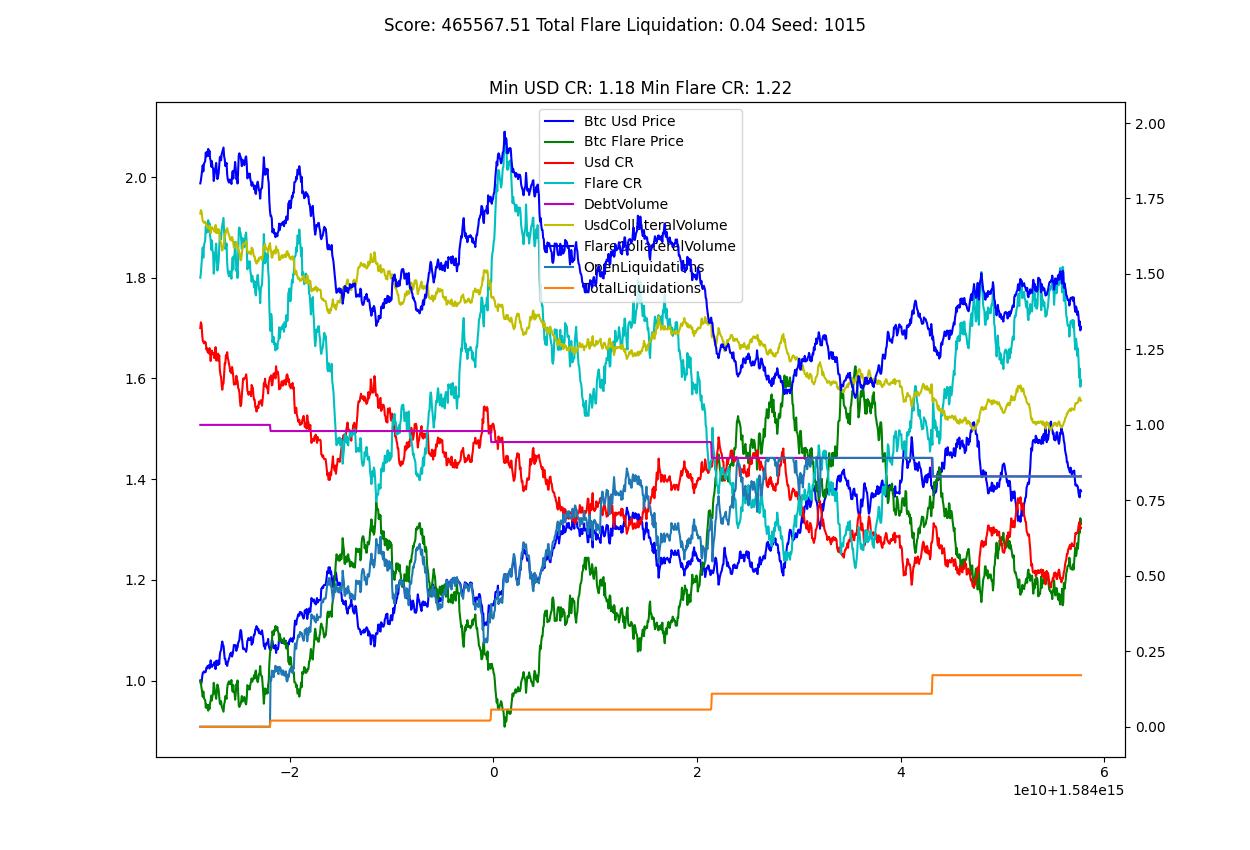 Score: 465567.51 Total Flare Liquidation: 0.04 Seed: 1015
Min USD CR: 1.18 Min Flare CR: 1.22
Btc Usd Price
Btc Flare Price
Usd CR
Flare CR
DebtVolume
UsdCollateralVolume
FlareCollateralVolume
OpenLiquidations
TotalLiquidations
2.0
1.8
1.6
1.4
1.2
1.0
2.00
1.75
1.50
1.25
1.00
0.75
0.50
0.25
0.00
−2 0 2 4 6
1e10+1.584e15